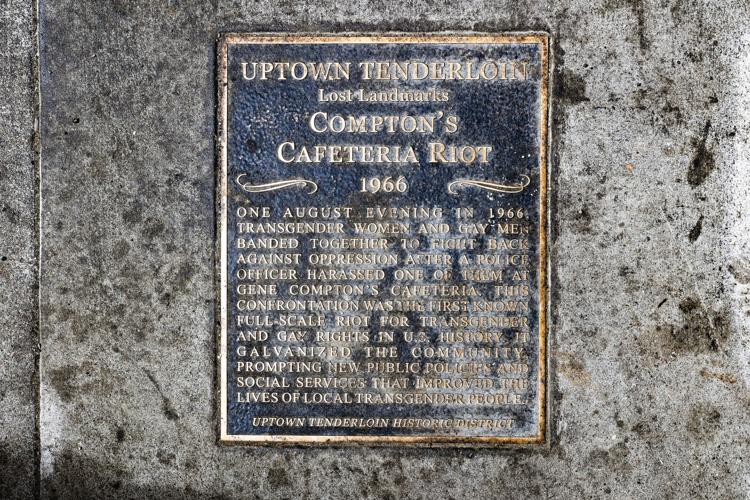 UPTOWN TENDERLOIN
Lost Landmarks
COMPTON'S
CAFETERIA RIOT
1966
ONE AUGUST EVENING IN 1966,
TRANSGENDER WOMEN AND GAY MEN
BANDED TOGETHER TO FIGHT BACK
AGAINST OPPRESSION AFTER A POLICE
OFFICER HARASSED ONE OF THEM AT
GENE COMPTON'S CAFETERIA. THIS
CONFRONTATION WAS THE FIRST KNOWN
FULL-SCALE RIOT FOR TRANSGENDER
AND GAY RIGHTS IN U.S. HISTORY. IT
GALVANIZED THE COMMUNITY,
PROMPTING NEW PUBLIC POLICIES AND
SOCIAL SERVICES THAT IMPROVED THE
LIVES OF LOCAL TRANSGENDER PEOPLE.
UPTOWN TENDERLOIN HISTORIC DISTRICT